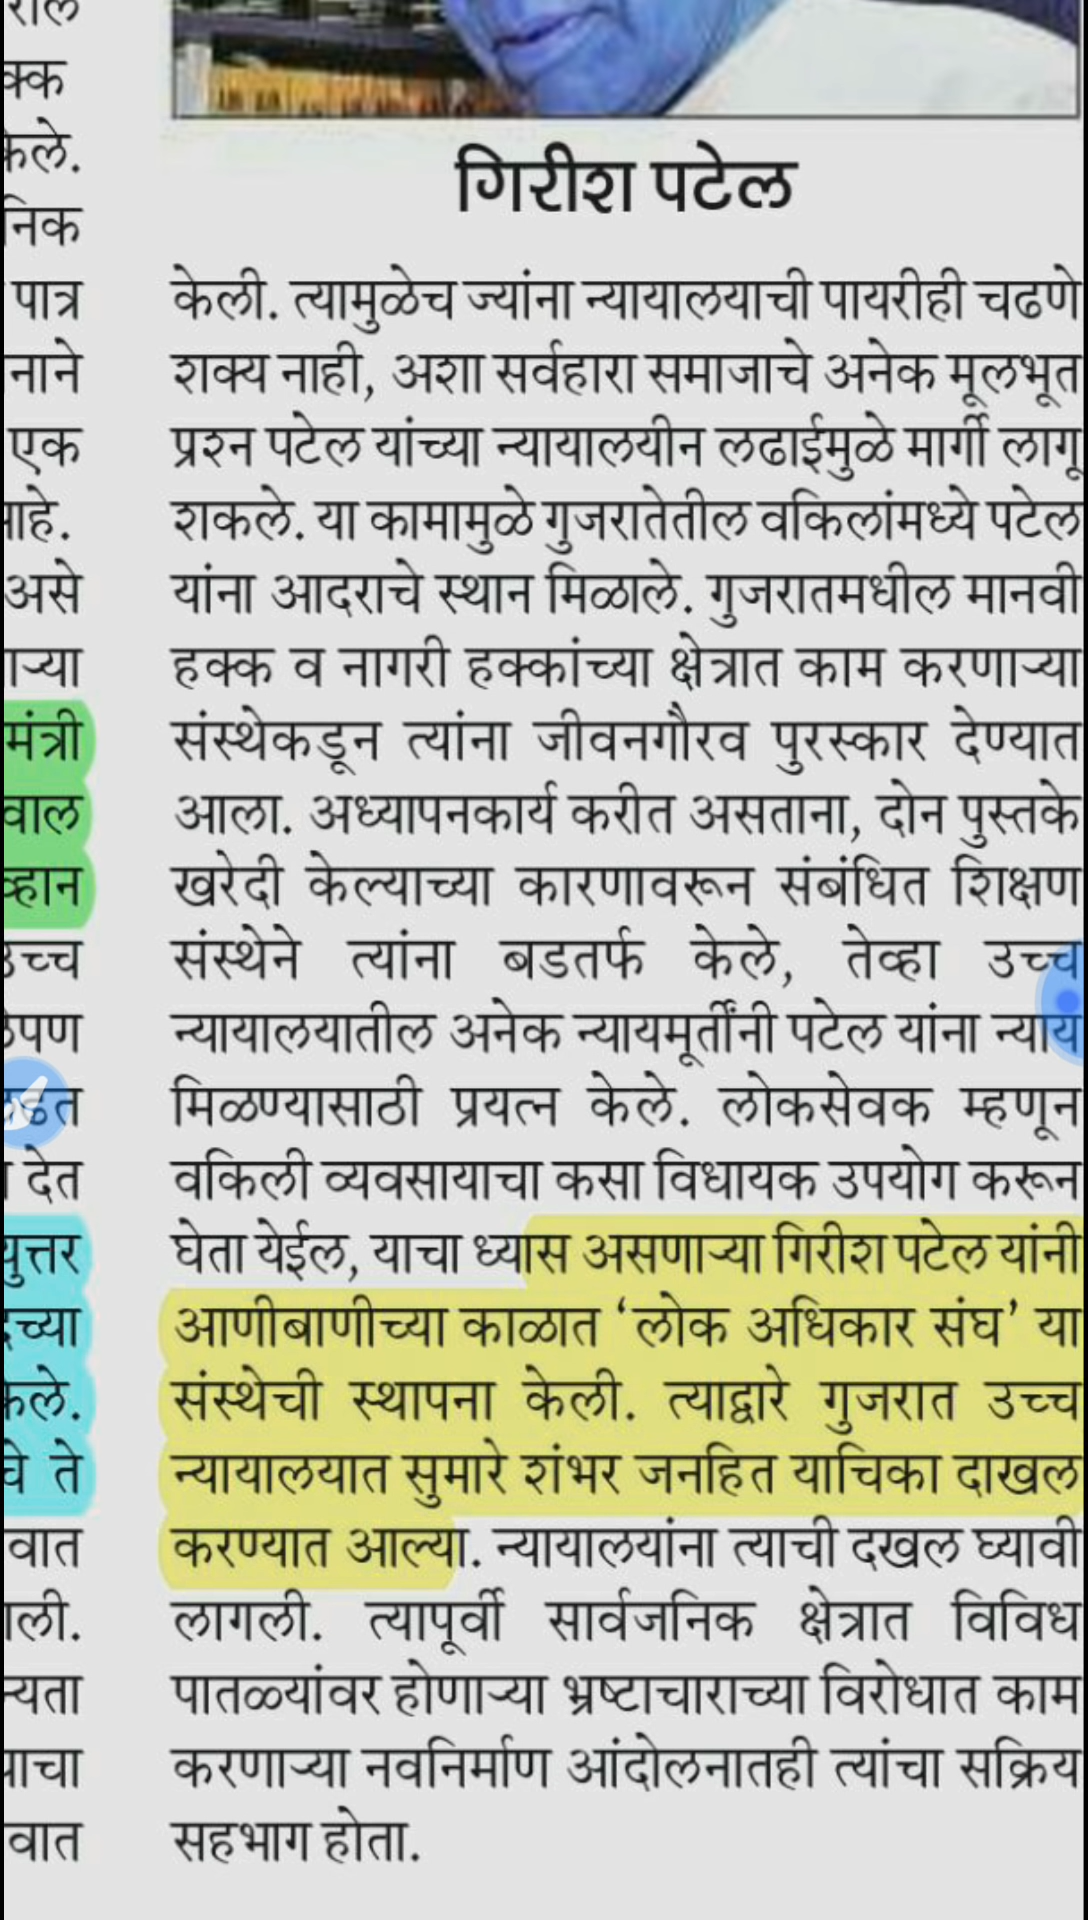 क्क
केले.
निक
पात्र
नाने
एक
असे
मंत्री
वाल
व्हान
उच्च
देत
ते
वात
वात
गिरीश पटेल
केली. त्यामुळेच ज्यांना न्यायालयाची पायरीही चढणे
शक्य नाही, अशा सर्वहारा समाजाचे अनेक मूलभूत
प्रश्न पटेल यांच्या न्यायालयीन लढाईमुळे मार्गी लागू
शकले. या कामामुळे गुजरातेतील वकिलांमध्ये पटेल
यांना आदराचे स्थान मिळाले. गुजरातमधील मानवी
हक्क व नागरी हक्कांच्या क्षेत्रात काम करणाऱ्या
संस्थेकडून त्यांना जीवनगौरव पुरस्कार देण्यात
आला. अध्यापनकार्य करीत असताना, दोन पुस्तके
खरेदी केल्याच्या कारणावरून संबंधित शिक्षण
संस्थेने त्यांना बडतर्फ केले, तेव्हा उच्च
न्यायालयातील अनेक न्यायमूर्तींनी पटेल यांना न्याय
मिळण्यासाठी प्रयत्न केले. लोकसेवक म्हणून
वकिली व्यवसायाचा कसा विधायक उपयोग करून
घेता येईल, याचा ध्यास असणाऱ्या गिरीश पटेल यांनी
आणीबाणीच्या काळात ‘लोक अधिकार संघ’ या
संस्थेची स्थापना केली. त्याद्वारे गुजरात उच्च
न्यायालयात सुमारे शंभर जनहित याचिका दाखल
करण्यात आल्या. न्यायालयांना त्याची दखल घ्यावी
लागली. त्यापूर्वी सार्वजनिक क्षेत्रात विविध
पातळ्यांवर होणाऱ्या भ्रष्टाचाराच्या विरोधात काम
करणाऱ्या नवनिर्माण आंदोलनातही त्यांचा सक्रिय
सहभाग होता.